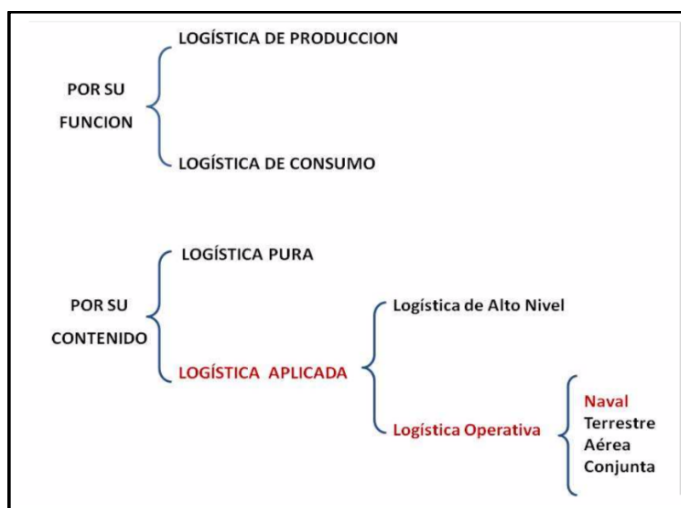 LOGÍSTICA DE PRODUCCION
POR SU
FUNCION
LOGÍSTICA DE CONSUMO
LOGÍSTICA PURA
POR SU
CONTENIDO
Logística de Alto Nivel
LOGÍSTICA APLICADA
Logística Operativa
Naval
Terrestre
Aérea
Conjunta